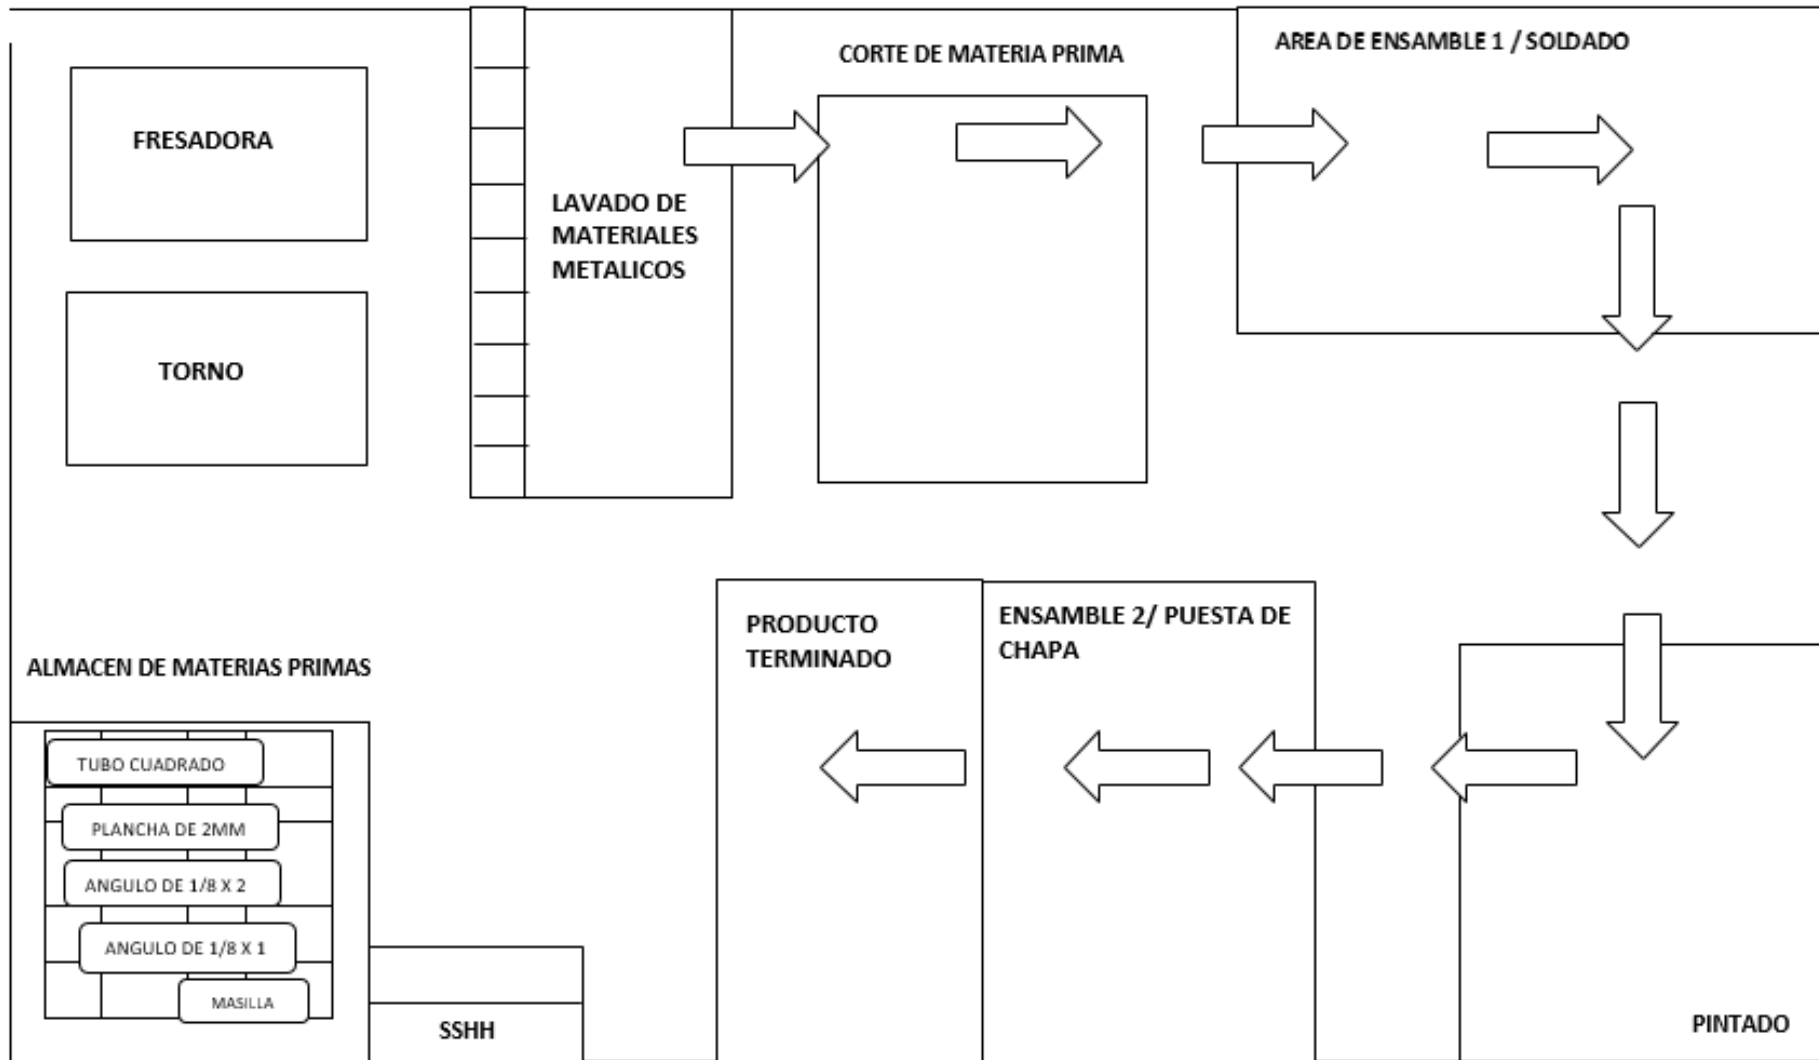 CORTE DE MATERIA PRIMA
AREA DE ENSAMBLE 1 / SOLDADO
FRESADORA
LAVADO DE
MATERIALES
METALICOS
TORNO
PRODUCTO
TERMINADO
ENSAMBLE 2/ PUESTA DE
CHAPA
ALMACEN DE MATERIAS PRIMAS
TUBO CUADRADO
PLANCHA DE 2MM
ANGULO DE 1/8 X 2
ANGULO DE 1/8 X 1
MASILLA
SSHH
PINTADO